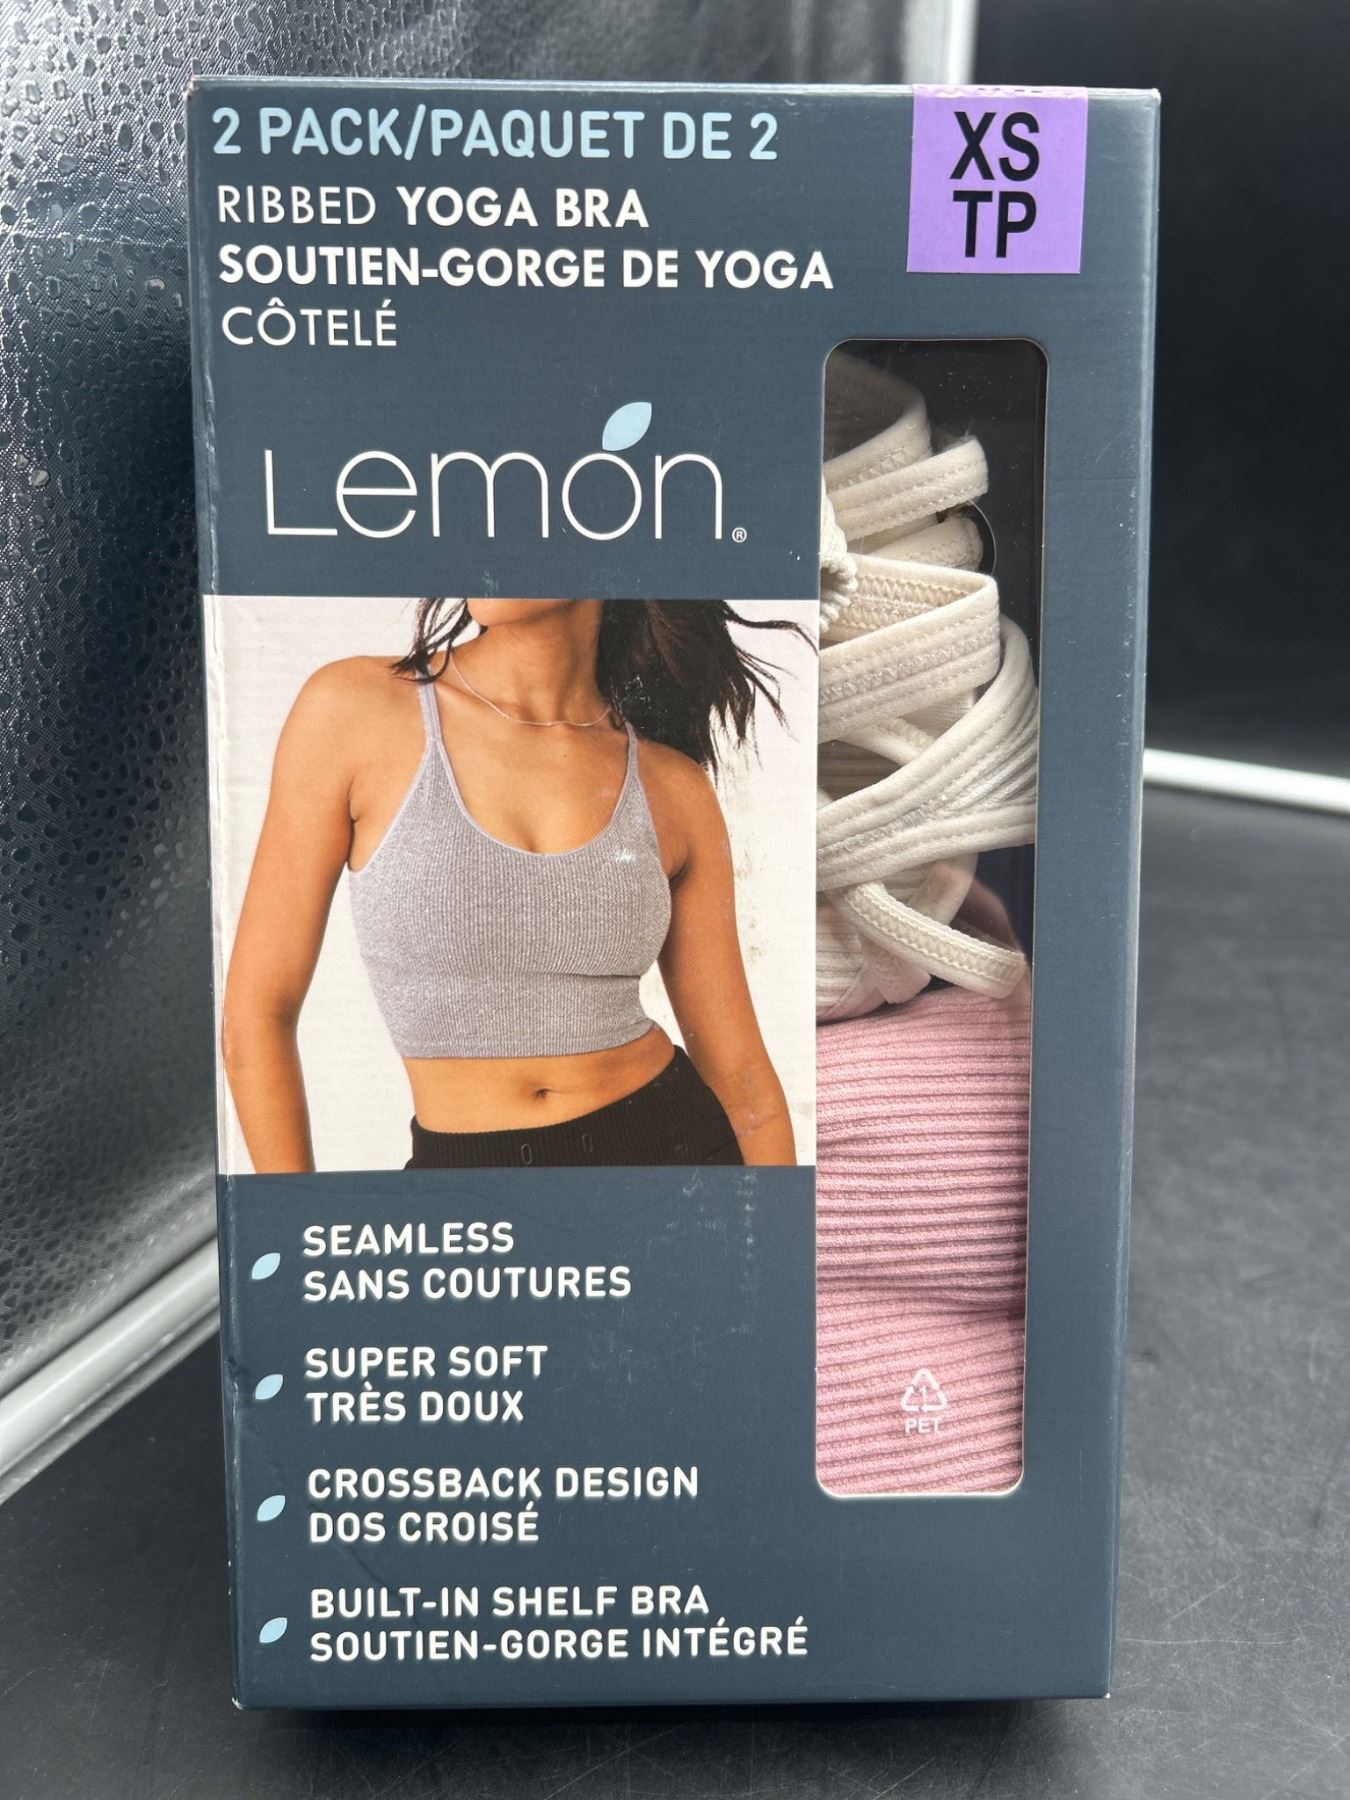 2 PACK/PAQUET DE 2
RIBBED YOGA BRA
SOUTIEN-GORGE DE YOGA
CÔTELÉ
XS
TP
Lemón®
SEAMLESS
SANS COUTURES
SUPER SOFT
TRÈS DOUX
CROSSBACK DESIGN
DOS CROISÉ
BUILT-IN SHELF BRA
SOUTIEN-GORGE INTÉGRÉ
PET